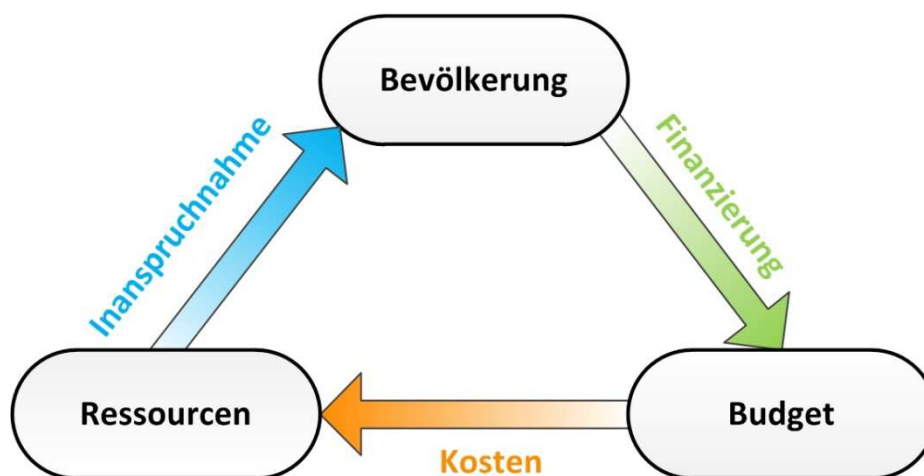 Bevölkerung
Inanspruchnahme
Finanzierung
Ressourcen
Budget
Kosten